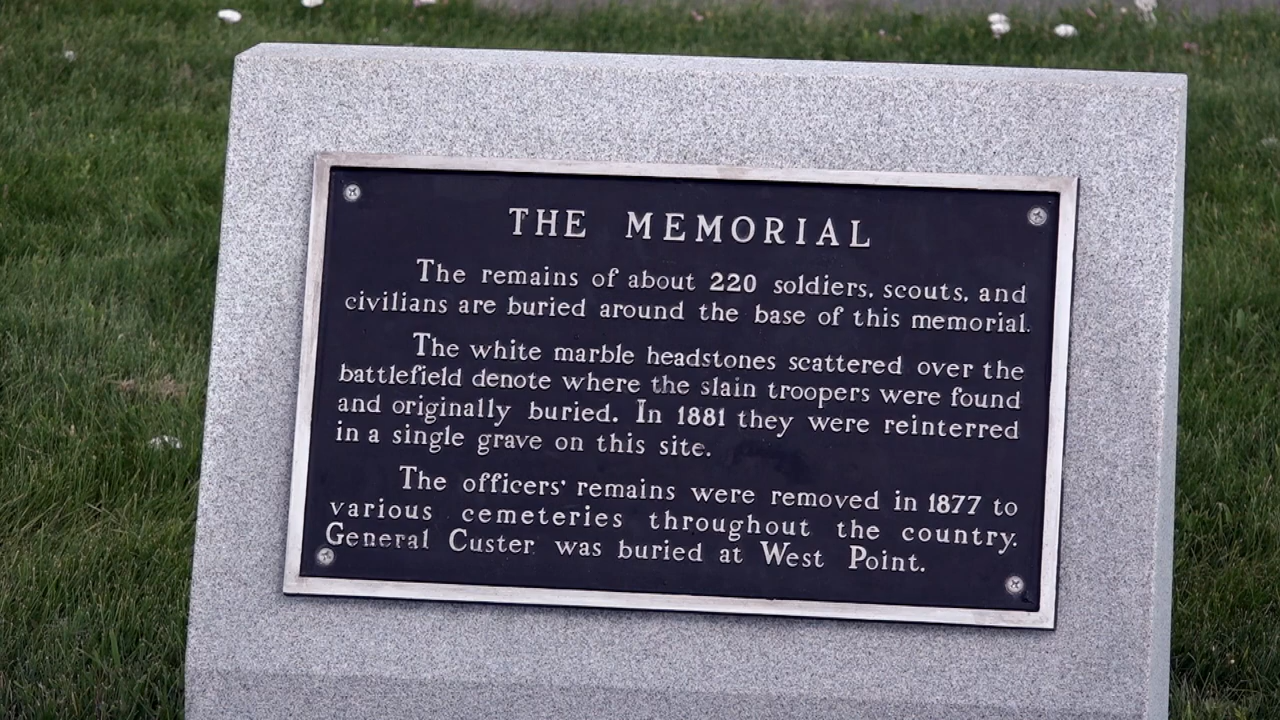 THE MEMORIAL
The remains of about 220 soldiers, scouts, and
civilians are buried around the base of this memorial.
The white marble headstones scattered over the
battlefield denote where the slain troopers were found
and originally buried. In 1881 they were reinterred
in a single grave on this site.
The officers' remains were removed in 1877 to
various cemeteries throughout the country.
General Custer was buried at West Point.